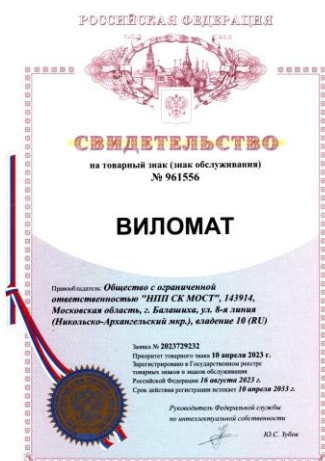 РОССИЙСКАЯ ФЕДЕРАЦИЯ
СВИДЕТЕЛЬСТВО
на товарный знак (знак обслуживания)
№ 961556
ВИЛОМАТ
Правообладатель: Общество с ограниченной
ответственностью "НПП СК МОСТ", 143914,
Московская область, г. Балашиха, ул. 8-я линия
(Никольско-Архангельский мкр.), владение 10 (RU)
Заявка № 2023729232
Приоритет товарного знака 10 апреля 2023 г.
Зарегистрировано в Государственном реестре
товарных знаков и знаков обслуживания
Российской Федерации 16 августа 2023 г.
Срок действия регистрации истекает 10 апреля 2033 г.
Руководитель Федеральной службы
по интеллектуальной собственности
Ю.С. Зубов